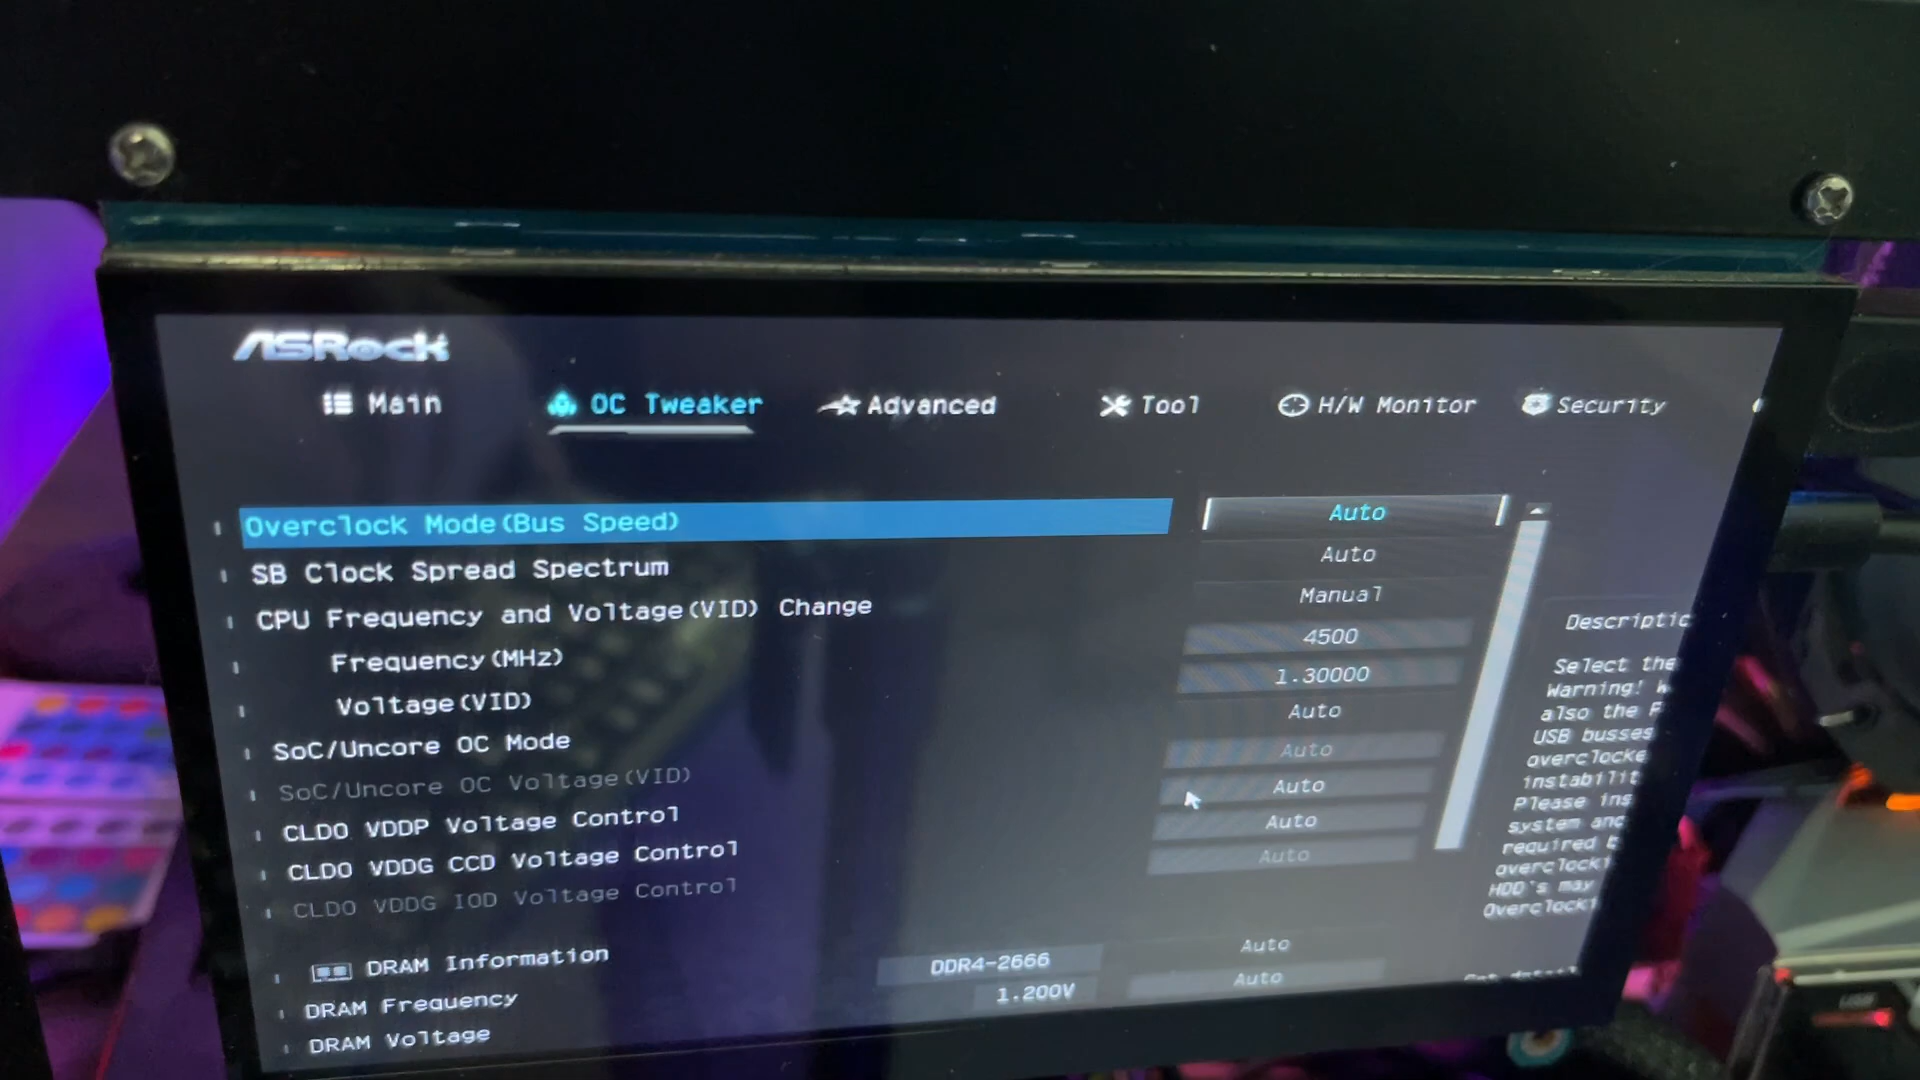 ASRock
Main OC Tweaker Advanced Tool H/W Monitor Security
Overclock Mode(Bus Speed) Auto
SB Clock Spread Spectrum Auto
CPU Frequency and Voltage(VID) Change Manual
Frequency(MHz) 4500
Voltage(VID) 1.30000
SoC/Uncore OC Mode Auto
SoC/Uncore OC Voltage(VID) Auto
CLDO VDDP Voltage Control Auto
CLDO VDDG CCD Voltage Control Auto
CLDO VDDG IOD Voltage Control Auto
DRAM Information
DRAM Frequency DDR4-2666 Auto
DRAM Voltage 1.200V Auto
Descriptio
Select the
Warning! W
also the P
USB busses
overclocke
instabilit
Please ins
system and
required b
overclocki
HDD's may
Overclocki
Get detail